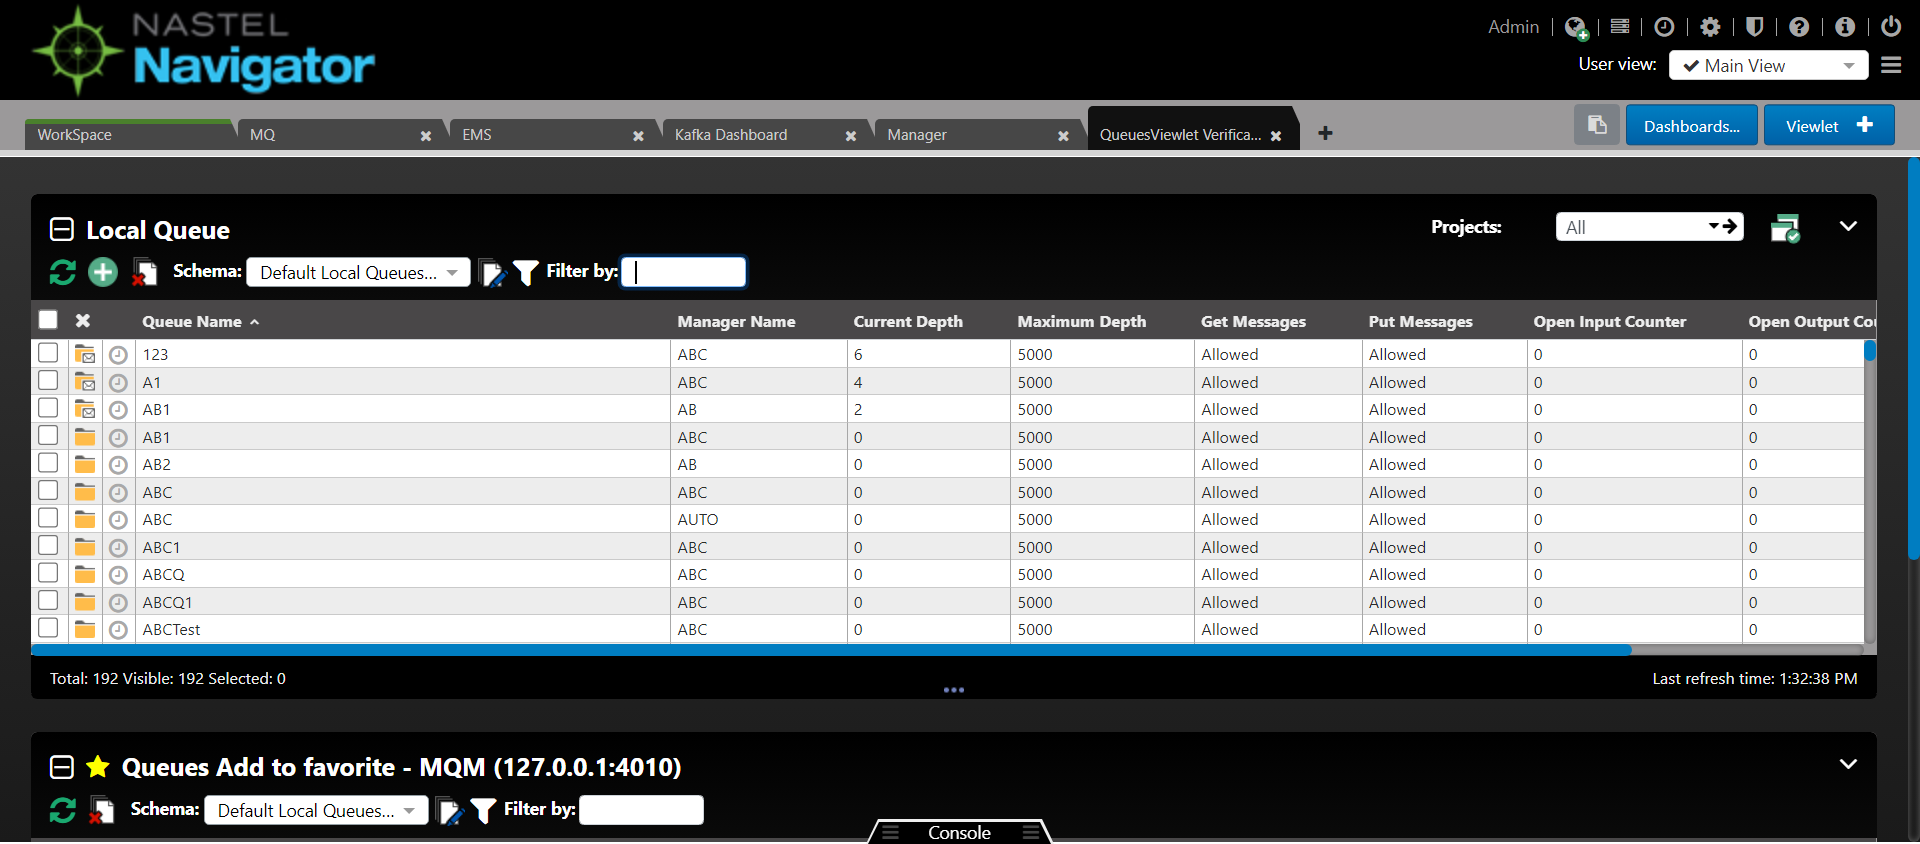 NASTEL
Navigator
Admin
User view: Main View
WorkSpace MQ EMS Kafka Dashboard Manager QueuesViewlet Verifica... Dashboards... Viewlet
Local Queue Projects: All
Schema: Default Local Queues... Filter by:
Queue Name Manager Name Current Depth Maximum Depth Get Messages Put Messages Open Input Counter Open Output Cou
123 ABC 6 5000 Allowed Allowed 0 0
A1 ABC 4 5000 Allowed Allowed 0 0
AB1 AB 2 5000 Allowed Allowed 0 0
AB1 ABC 0 5000 Allowed Allowed 0 0
AB2 AB 0 5000 Allowed Allowed 0 0
ABC ABC 0 5000 Allowed Allowed 0 0
ABC AUTO 0 5000 Allowed Allowed 0 0
ABC1 ABC 0 5000 Allowed Allowed 0 0
ABCQ ABC 0 5000 Allowed Allowed 0 0
ABCQ1 ABC 0 5000 Allowed Allowed 0 0
ABCTest ABC 0 5000 Allowed Allowed 0 0
Total: 192 Visible: 192 Selected: 0 Last refresh time: 1:32:38 PM
Queues Add to favorite - MQM (127.0.0.1:4010)
Schema: Default Local Queues... Filter by:
Console